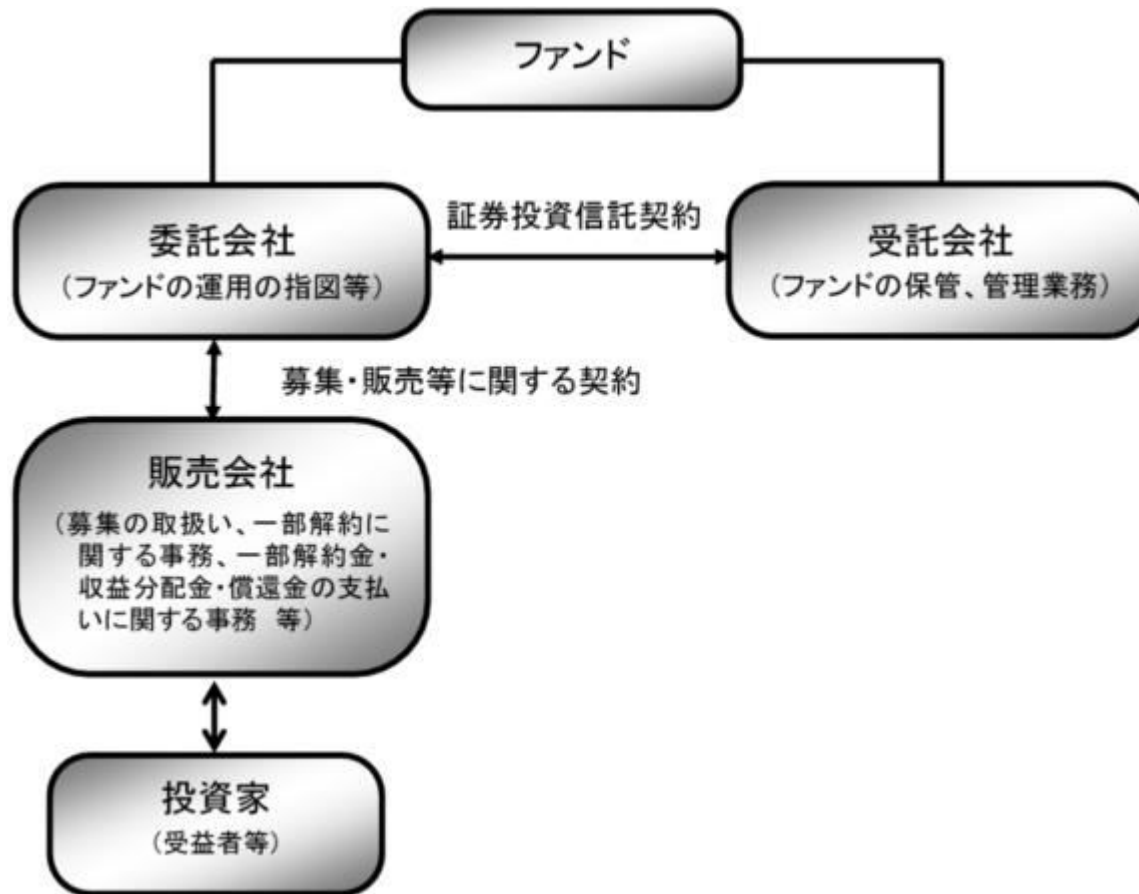 ファンド
委託会社
（ファンドの運用の指図等）
証券投資信託契約
受託会社
（ファンドの保管、管理業務）
募集・販売等に関する契約
販売会社
（募集の取扱い、一部解約に
関する事務、一部解約金・
収益分配金・償還金の支払
いに関する事務　等）
投資家
（受益者等）